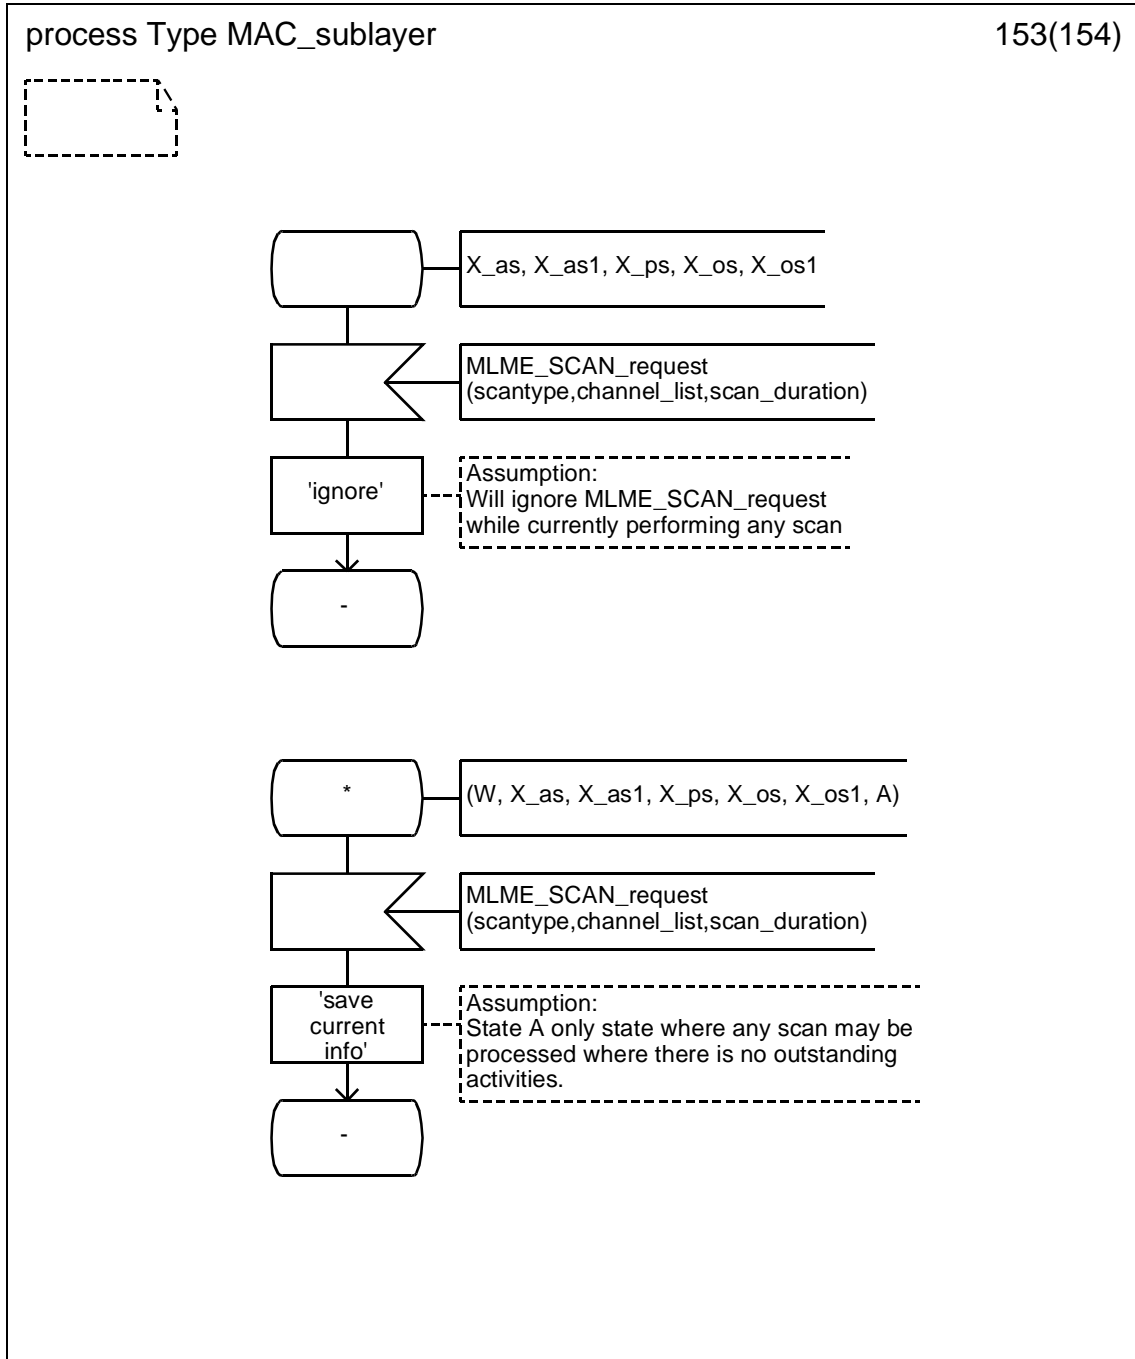 process Type MAC_sublayer
153(154)
X_as, X_as1, X_ps, X_os, X_os1
MLME_SCAN_request
(scantype,channel_list,scan_duration)
'ignore'
Assumption:
Will ignore MLME_SCAN_request
while currently performing any scan
-
*
(W, X_as, X_as1, X_ps, X_os, X_os1, A)
MLME_SCAN_request
(scantype,channel_list,scan_duration)
'save
current
info'
Assumption:
State A only state where any scan may be
processed where there is no outstanding
activities.
-